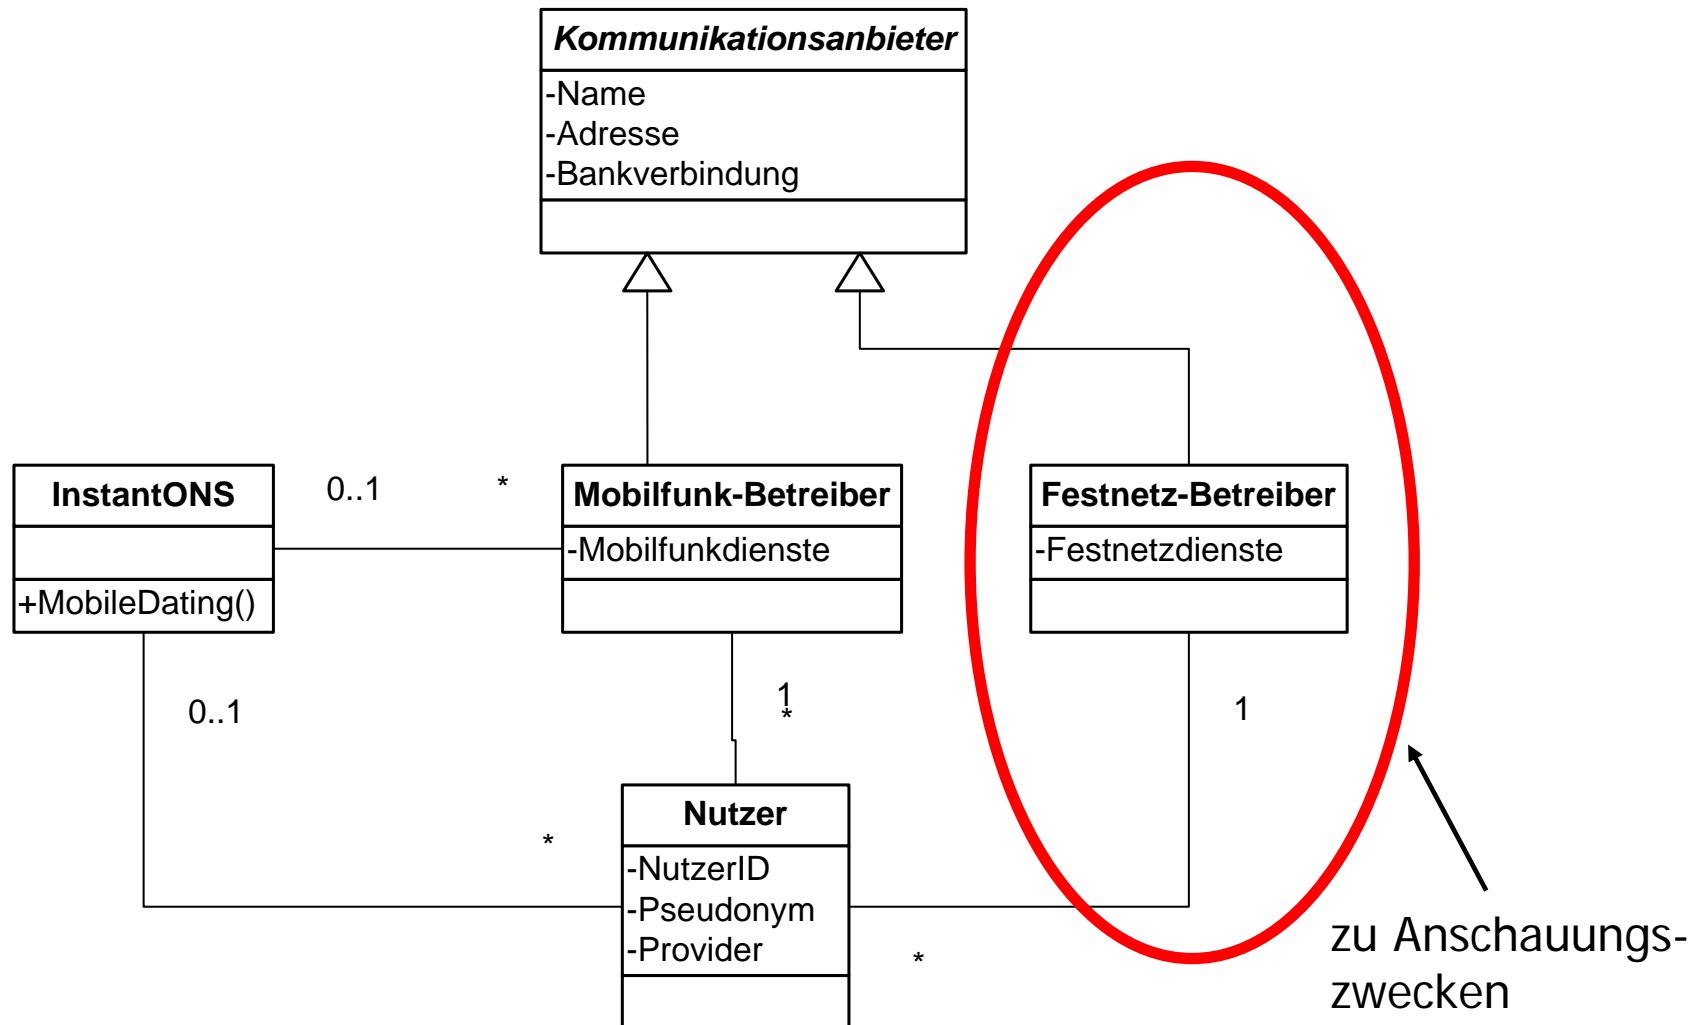 Kommunikationsanbieter
-Name
-Adresse
-Bankverbindung
InstantONS
+MobileDating()
0..1
*
Mobilfunk-Betreiber
-Mobilfunkdienste
Festnetz-Betreiber
-Festnetzdienste
0..1
*
1
*
1
*
Nutzer
-NutzerID
-Pseudonym
-Provider
zu Anschauungs-
zwecken